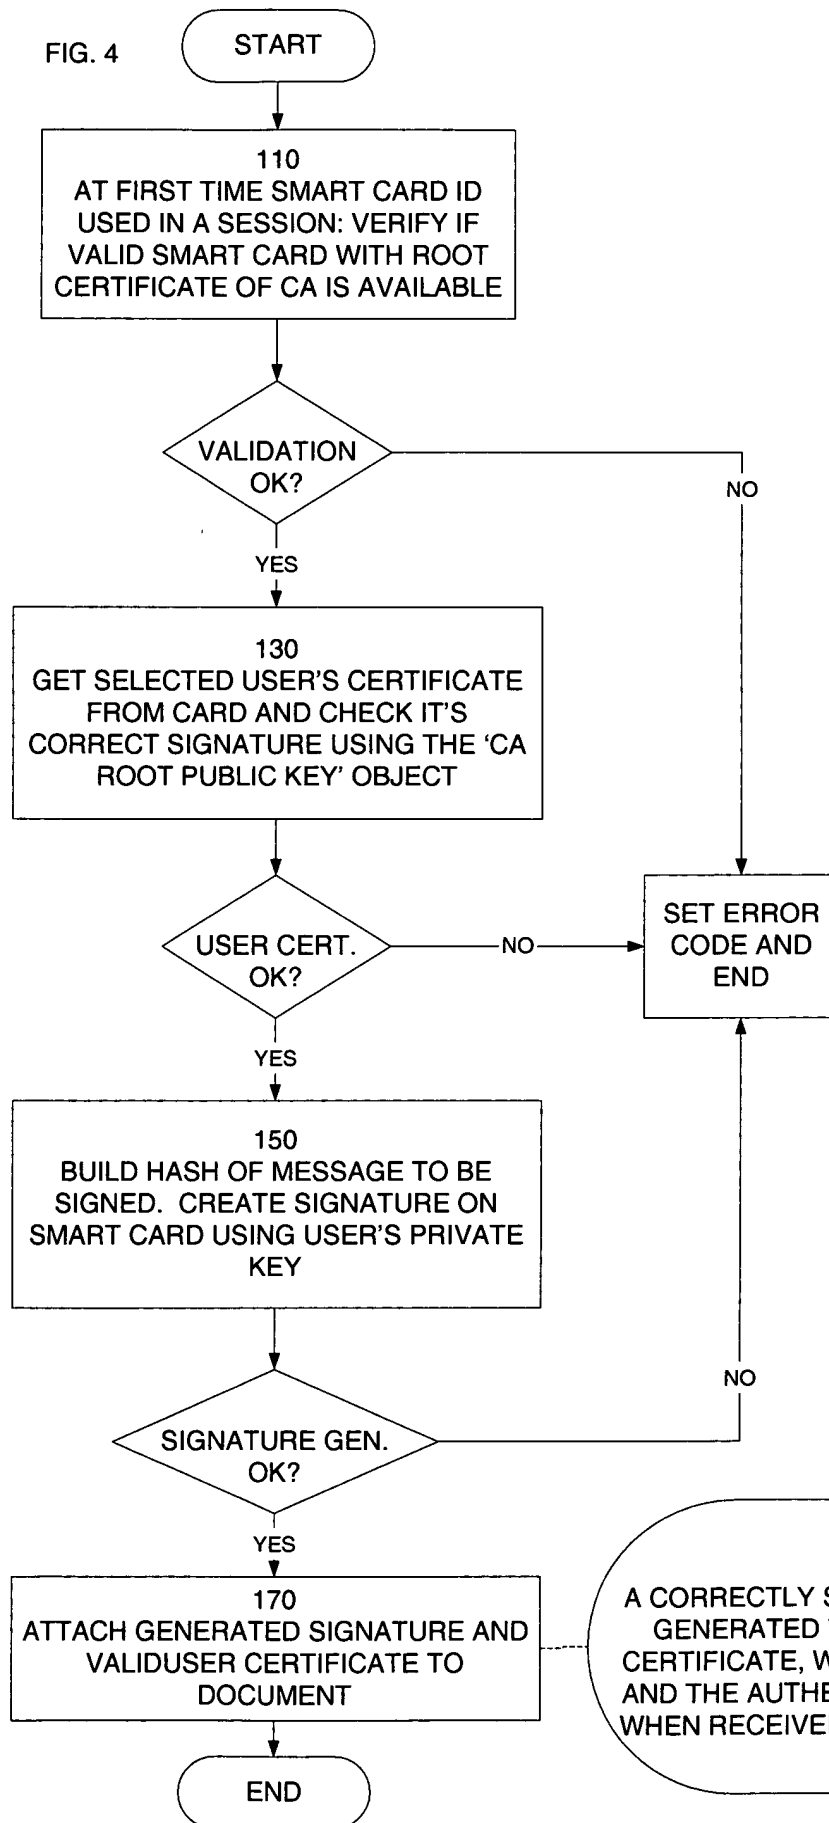 FIG. 4
START
110
AT FIRST TIME SMART CARD ID
USED IN A SESSION: VERIFY IF
VALID SMART CARD WITH ROOT
CERTIFICATE OF CA IS AVAILABLE
VALIDATION
OK?
NO
YES
130
GET SELECTED USER'S CERTIFICATE
FROM CARD AND CHECK IT'S
CORRECT SIGNATURE USING THE ‘CA
ROOT PUBLIC KEY’ OBJECT
USER CERT.
OK?
NO
SET ERROR
CODE AND
END
YES
150
BUILD HASH OF MESSAGE TO BE
SIGNED. CREATE SIGNATURE ON
SMART CARD USING USER'S PRIVATE
KEY
NO
SIGNATURE GEN.
OK?
YES
170
ATTACH GENERATED SIGNATURE AND
VALIDUSER CERTIFICATE TO
DOCUMENT
A CORRECTLY
GENERATED
CERTIFICATE,
AND THE
WHEN
END